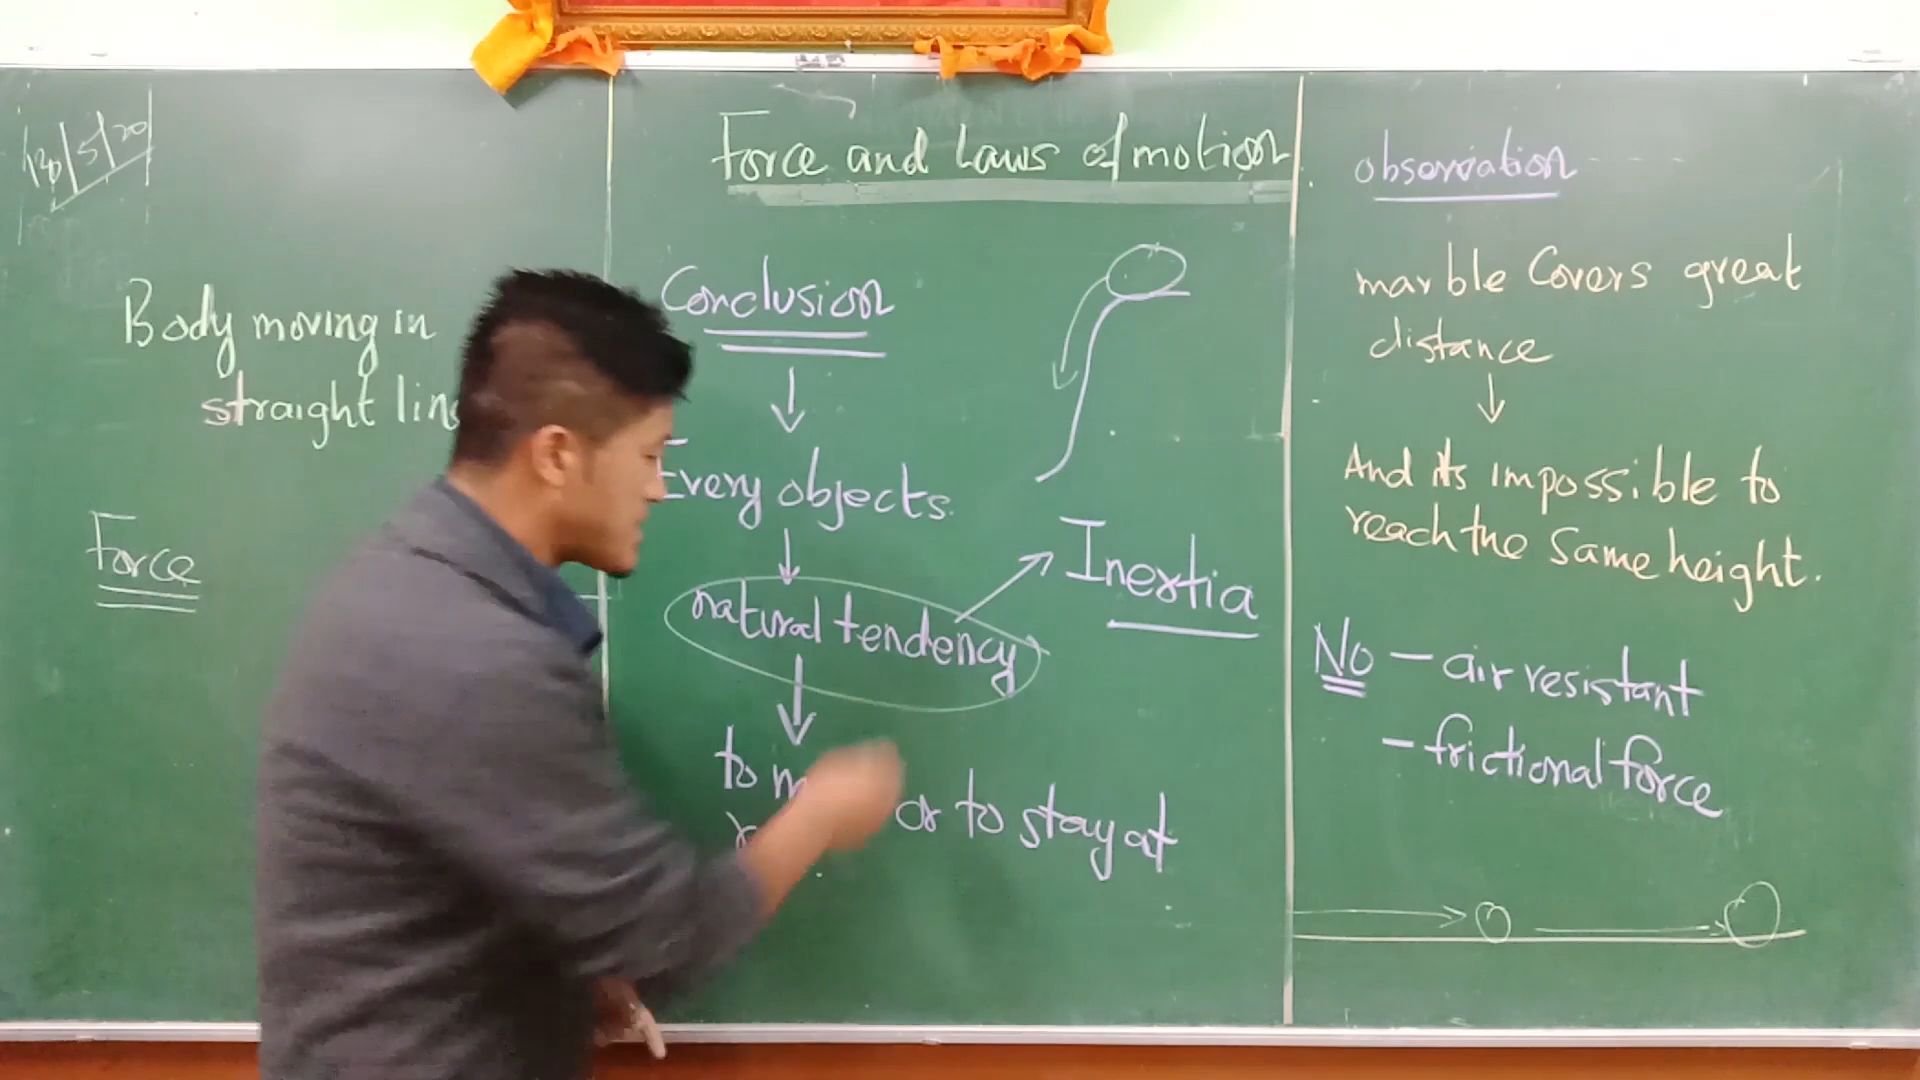 Force and Laws of motion
Body moving in
straight line
Force
Conclusion
Every objects.
natural tendency
Inertia
to or to stay at
observation
marble Covers great
distance
And its impossible to
reach the Same height.
No - air resistant
- frictional force